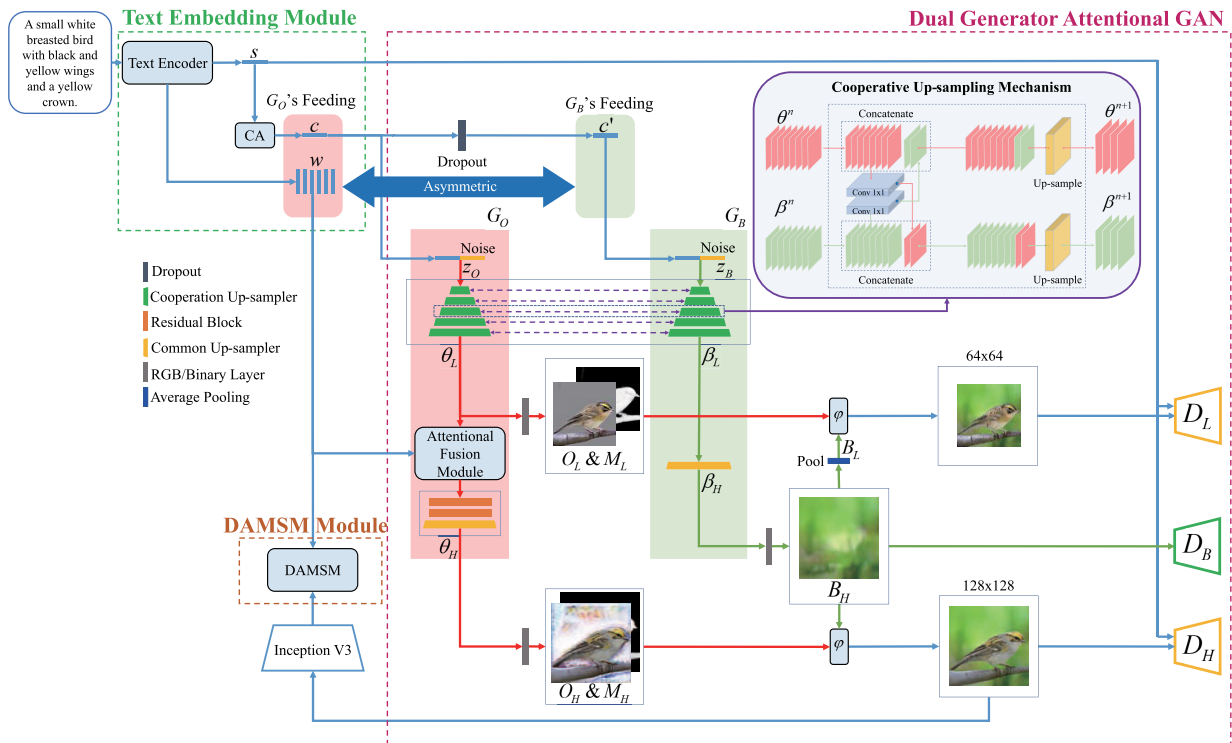 Text Embedding Module
Dual Generator Attentional GAN
A small white
breasted bird
with black and
yellow wings
and a yellow
crown.
Text Encoder
s
G_O's Feeding
G_B's Feeding
CA
c
c'
w
Dropout
Asymmetric
Cooperative Up-sampling Mechanism
θ^n
Concatenate
θ^{n+1}
Up-sample
Conv 1x1
Conv 1x1
β^n
β^{n+1}
Concatenate
Up-sample
G_O
G_B
Noise
z_O
Noise
z_B
Dropout
Cooperation Up-sampler
Residual Block
Common Up-sampler
RGB/Binary Layer
Average Pooling
θ_L
β_L
64x64
O_L & M_L
φ
D_L
Attentional
Fusion
Module
Pool
B_L
β_H
θ_H
DAMSM Module
DAMSM
B_H
D_B
128x128
Inception V3
O_H & M_H
φ
D_H